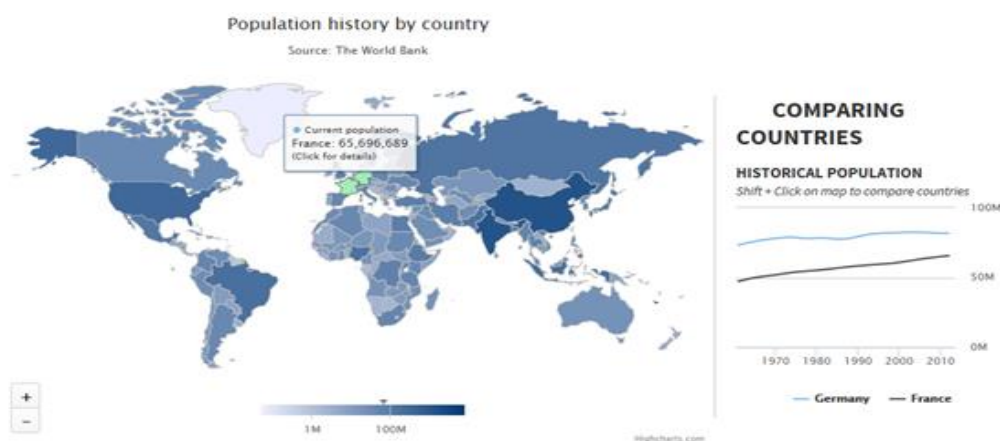 Population history by country
Source: The World Bank
Current population
France: 65,696,689
(Click for details)
+
−
1M 100M
Highcharts.com
COMPARING
COUNTRIES
HISTORICAL POPULATION
Shift + Click on map to compare countries
100M
50M
0M
1970 1980 1990 2000 2010
Germany France